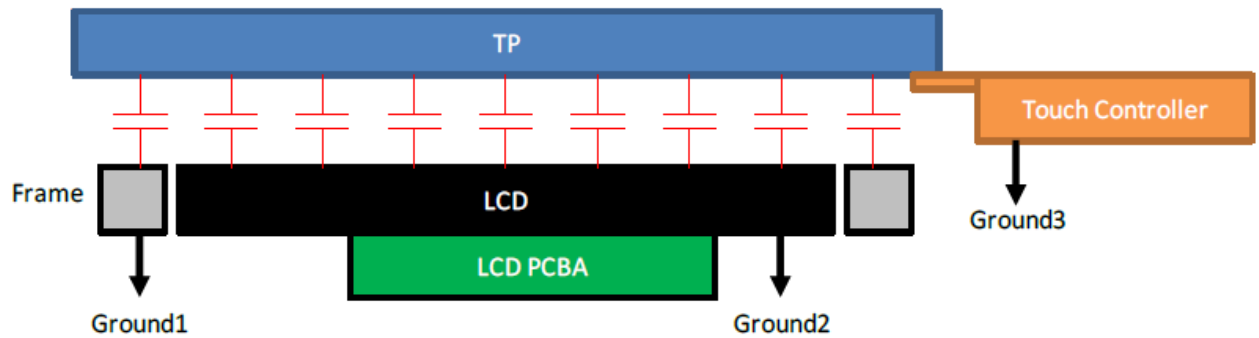 TP
Touch Controller
Frame
LCD
Ground3
LCD PCBA
Ground1
Ground2